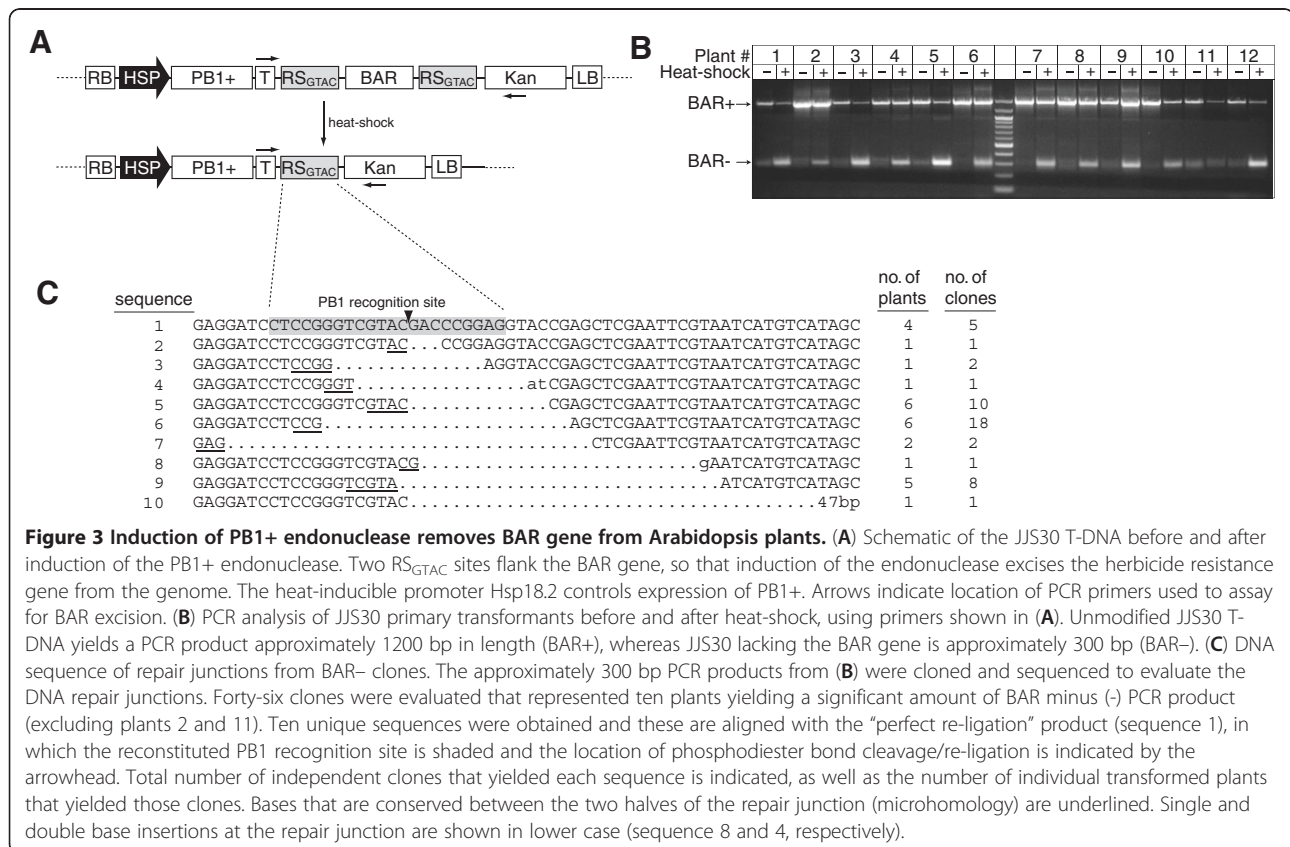 A
RB HSP PB1+ T RSGTAC BAR RSGTAC Kan LB
heat-shock
RB HSP PB1+ T RSGTAC Kan LB
B
Plant # 1 2 3 4 5 6 7 8 9 10 11 12
Heat-shock − + − + − + − + − + − + − + − + − + − + − + − +
BAR+
BAR-
C
sequence PB1 recognition site no. of plants no. of clones
1 GAGGATCCTCCGGGTCGTACGACCCGGAGGTACCGAGCTCGAATTCGTAATCATGTCATAGC 4 5
2 GAGGATCCTCCGGGTCGTAC...CCGGAGGTACCGAGCTCGAATTCGTAATCATGTCATAGC 1 1
3 GAGGATCCTCCGG..............AGGTACCGAGCTCGAATTCGTAATCATGTCATAGC 1 2
4 GAGGATCCTCCGGGT................atCGAGCTCGAATTCGTAATCATGTCATAGC 1 1
5 GAGGATCCTCCGGGTCGTAC.............CGAGCTCGAATTCGTAATCATGTCATAGC 6 10
6 GAGGATCCTCCG.......................AGCTCGAATTCGTAATCATGTCATAGC 6 18
7 GAG..................................CTCGAATTCGTAATCATGTCATAGC 2 2
8 GAGGATCCTCCGGGTCGTACG..........................gAATCATGTCATAGC 1 1
9 GAGGATCCTCCGGGTCGTA..............................ATCATGTCATAGC 5 8
10 GAGGATCCTCCGGGTCGTAC......................................47bp 1 1
Figure 3 Induction of PB1+ endonuclease removes BAR gene from Arabidopsis plants. (A) Schematic of the JJS30 T-DNA before and after
induction of the PB1+ endonuclease. Two RSGTAC sites flank the BAR gene, so that induction of the endonuclease excises the herbicide resistance
gene from the genome. The heat-inducible promoter Hsp18.2 controls expression of PB1+. Arrows indicate location of PCR primers used to assay
for BAR excision. (B) PCR analysis of JJS30 primary transformants before and after heat-shock, using primers shown in (A). Unmodified JJS30 T-
DNA yields a PCR product approximately 1200 bp in length (BAR+), whereas JJS30 lacking the BAR gene is approximately 300 bp (BAR–). (C) DNA
sequence of repair junctions from BAR– clones. The approximately 300 bp PCR products from (B) were cloned and sequenced to evaluate the
DNA repair junctions. Forty-six clones were evaluated that represented ten plants yielding a significant amount of BAR minus (-) PCR product
(excluding plants 2 and 11). Ten unique sequences were obtained and these are aligned with the “perfect re-ligation” product (sequence 1), in
which the reconstituted PB1 recognition site is shaded and the location of phosphodiester bond cleavage/re-ligation is indicated by the
arrowhead. Total number of independent clones that yielded each sequence is indicated, as well as the number of individual transformed plants
that yielded those clones. Bases that are conserved between the two halves of the repair junction (microhomology) are underlined. Single and
double base insertions at the repair junction are shown in lower case (sequence 8 and 4, respectively).